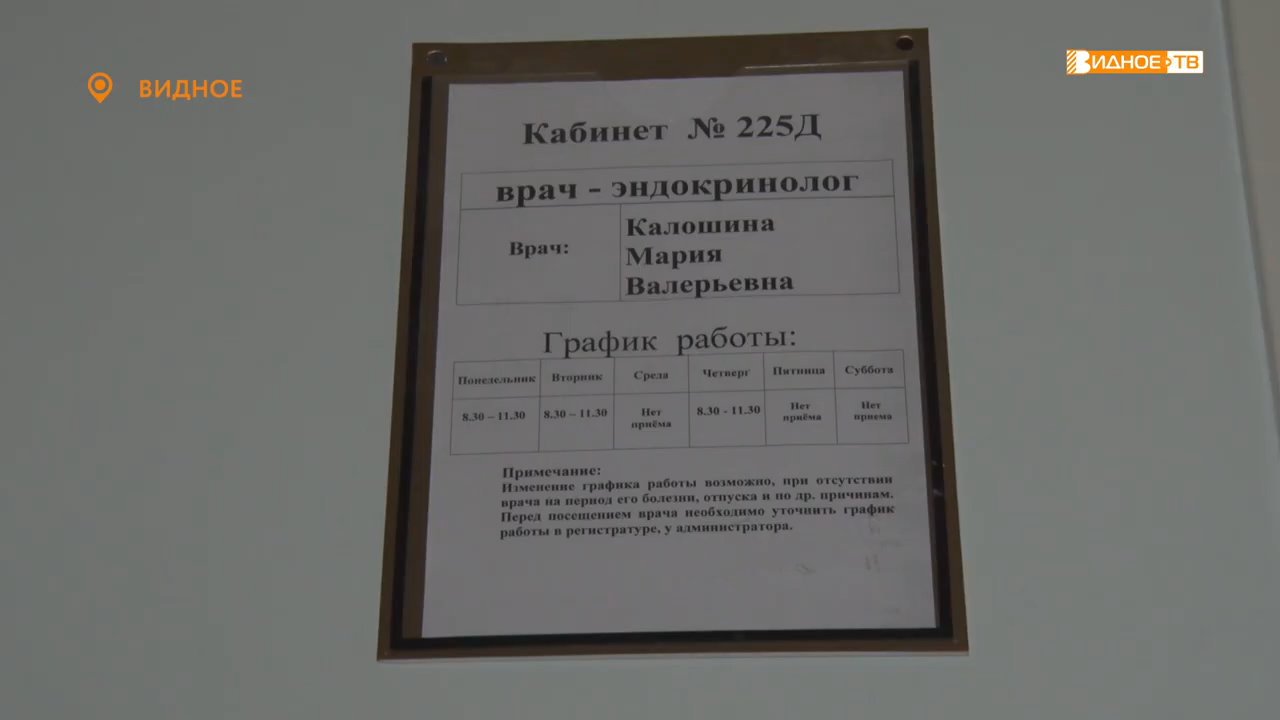 ВИДНОЕ
ВИДНОЕ ТВ
Кабинет № 225Д
врач - эндокринолог
Врач:
Калошина
Мария
Валерьевна
График работы:
Понедельник Вторник Среда Четверг Пятница Суббота
8.30 – 11.30 8.30 – 11.30 Нет приёма 8.30 - 11.30 Нет приёма Нет приема
Примечание:
Изменение графика работы возможно, при отсутствии
врача на период его болезни, отпуска и по др. причинам.
Перед посещением врача необходимо уточнить график
работы в регистратуре, у администратора.